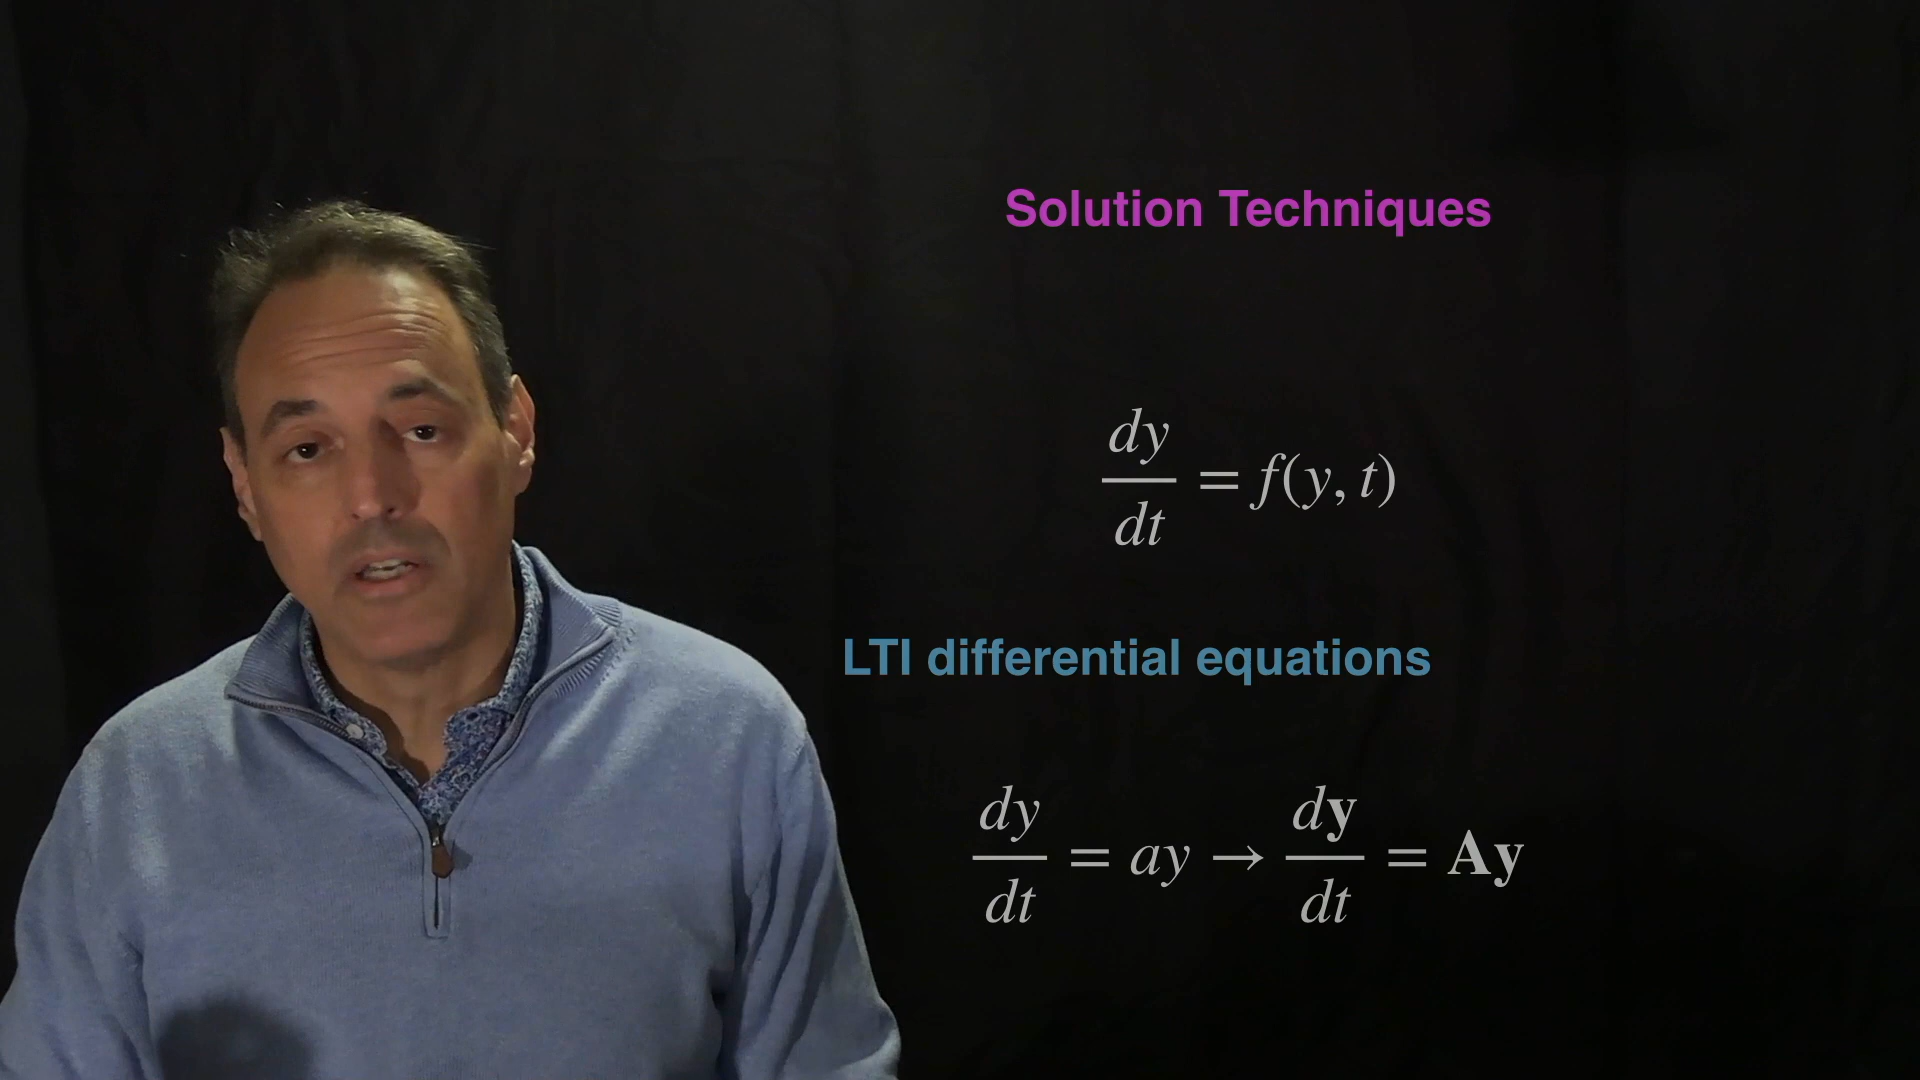 Solution Techniques
dy/dt = f(y, t)
LTI differential equations
dy/dt = ay → d𝐲/dt = 𝐀𝐲